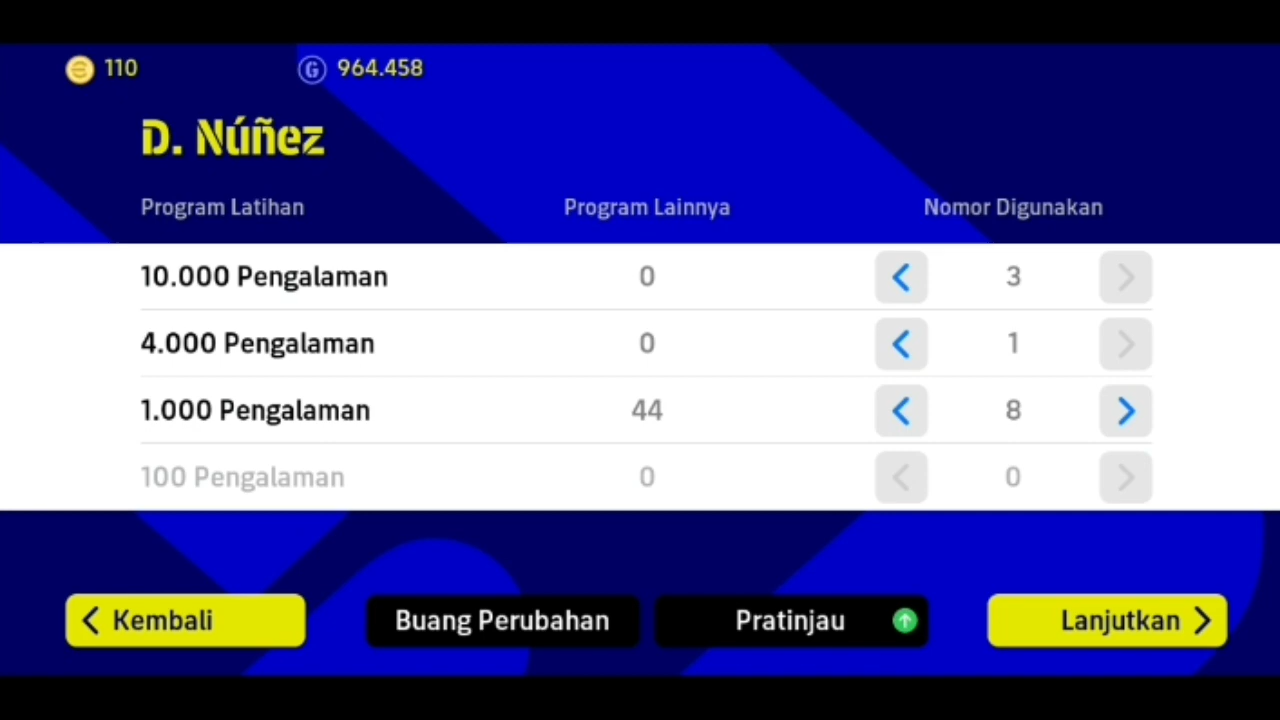 110 964.458
D. Núñez
Program Latihan Program Lainnya Nomor Digunakan
10.000 Pengalaman 0 3
4.000 Pengalaman 0 1
1.000 Pengalaman 44 8
100 Pengalaman 0 0
Kembali Buang Perubahan Pratinjau Lanjutkan